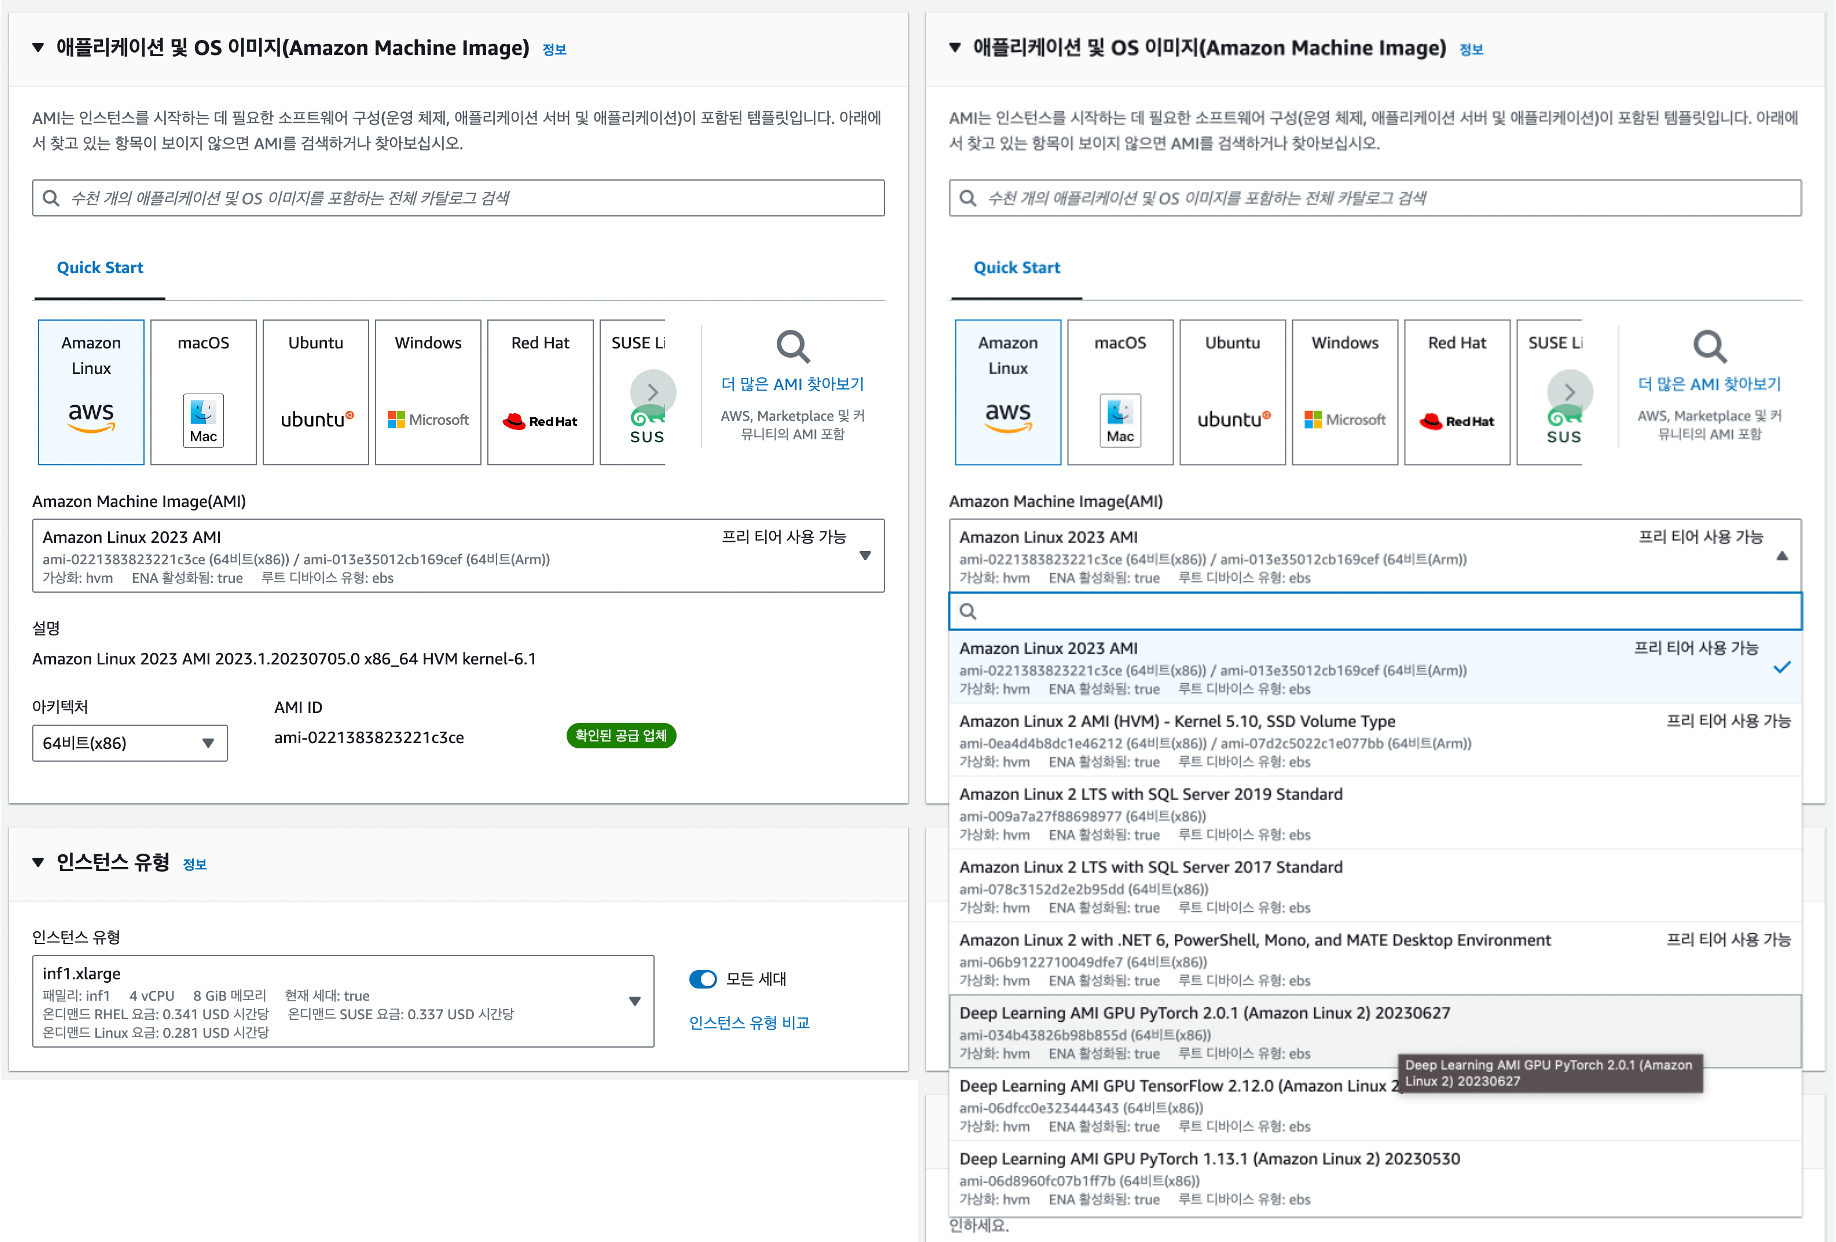 애플리케이션 및 OS 이미지(Amazon Machine Image) 정보
AMI는 인스턴스를 시작하는 데 필요한 소프트웨어 구성(운영 체제, 애플리케이션 서버 및 애플리케이션)이 포함된 템플릿입니다. 아래에
서 찾고 있는 항목이 보이지 않으면 AMI를 검색하거나 찾아보십시오.
수천 개의 애플리케이션 및 OS 이미지를 포함하는 전체 카탈로그 검색
Quick Start
Amazon
Linux
aws
macOS
Mac
Ubuntu
ubuntu
Windows
Microsoft
Red Hat
Red Hat
SUSE Li
SUS
더 많은 AMI 찾아보기
AWS, Marketplace 및 커
뮤니티의 AMI 포함
Amazon Machine Image(AMI)
Amazon Linux 2023 AMI 프리 티어 사용 가능
ami-0221383823221c3ce (64비트(x86)) / ami-013e35012cb169cef (64비트(Arm))
가상화: hvm ENA 활성화됨: true 루트 디바이스 유형: ebs
설명
Amazon Linux 2023 AMI 2023.1.20230705.0 x86_64 HVM kernel-6.1
아키텍처 AMI ID
64비트(x86) ami-0221383823221c3ce 확인된 공급 업체
인스턴스 유형 정보
인스턴스 유형
inf1.xlarge
패밀리: inf1 4 vCPU 8 GiB 메모리 현재 세대: true
온디맨드 RHEL 요금: 0.341 USD 시간당 온디맨드 SUSE 요금: 0.337 USD 시간당
온디맨드 Linux 요금: 0.281 USD 시간당
모든 세대
인스턴스 유형 비교
애플리케이션 및 OS 이미지(Amazon Machine Image) 정보
AMI는 인스턴스를 시작하는 데 필요한 소프트웨어 구성(운영 체제, 애플리케이션 서버 및 애플리케이션)이 포함된 템플릿입니다. 아래에
서 찾고 있는 항목이 보이지 않으면 AMI를 검색하거나 찾아보십시오.
수천 개의 애플리케이션 및 OS 이미지를 포함하는 전체 카탈로그 검색
Quick Start
Amazon
Linux
aws
macOS
Mac
Ubuntu
ubuntu
Windows
Microsoft
Red Hat
Red Hat
SUSE Li
SUS
더 많은 AMI 찾아보기
AWS, Marketplace 및 커
뮤니티의 AMI 포함
Amazon Machine Image(AMI)
Amazon Linux 2023 AMI 프리 티어 사용 가능
ami-0221383823221c3ce (64비트(x86)) / ami-013e35012cb169cef (64비트(Arm))
가상화: hvm ENA 활성화됨: true 루트 디바이스 유형: ebs
Amazon Linux 2023 AMI 프리 티어 사용 가능
ami-0221383823221c3ce (64비트(x86)) / ami-013e35012cb169cef (64비트(Arm))
가상화: hvm ENA 활성화됨: true 루트 디바이스 유형: ebs
Amazon Linux 2 AMI (HVM) - Kernel 5.10, SSD Volume Type 프리 티어 사용 가능
ami-0ea4d4b8dc1e46212 (64비트(x86)) / ami-07d2c5022c1e077bb (64비트(Arm))
가상화: hvm ENA 활성화됨: true 루트 디바이스 유형: ebs
Amazon Linux 2 LTS with SQL Server 2019 Standard
ami-009a7a27f88698977 (64비트(x86))
가상화: hvm ENA 활성화됨: true 루트 디바이스 유형: ebs
Amazon Linux 2 LTS with SQL Server 2017 Standard
ami-078c3152d2e2b95dd (64비트(x86))
가상화: hvm ENA 활성화됨: true 루트 디바이스 유형: ebs
Amazon Linux 2 with .NET 6, PowerShell, Mono, and MATE Desktop Environment 프리 티어 사용 가능
ami-06b9122710049dfe7 (64비트(x86))
가상화: hvm ENA 활성화됨: true 루트 디바이스 유형: ebs
Deep Learning AMI GPU PyTorch 2.0.1 (Amazon Linux 2) 20230627
ami-034b43826b98b855d (64비트(x86))
가상화: hvm ENA 활성화됨: true 루트 디바이스 유형: ebs
Deep Learning AMI GPU PyTorch 2.0.1 (Amazon
Linux 2) 20230627
Deep Learning AMI GPU TensorFlow 2.12.0 (Amazon Linux 2
ami-06dfcc0e323444343 (64비트(x86))
가상화: hvm ENA 활성화됨: true 루트 디바이스 유형: ebs
Deep Learning AMI GPU PyTorch 1.13.1 (Amazon Linux 2) 20230530
ami-06d8960fc07b1ff7b (64비트(x86))
가상화: hvm ENA 활성화됨: true 루트 디바이스 유형: ebs
인하세요.